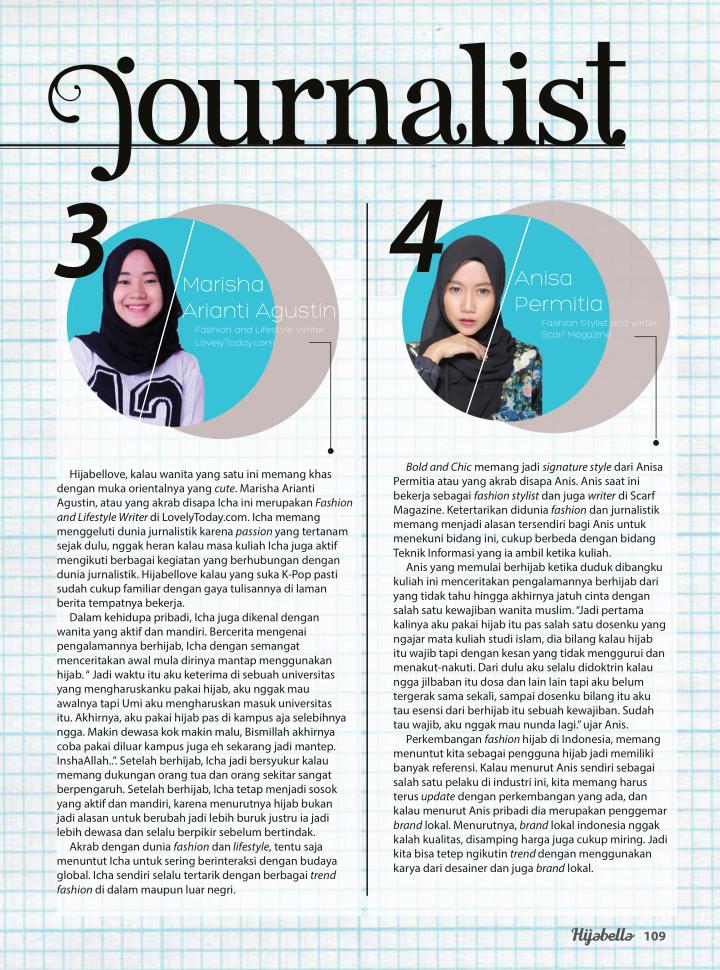 journalist
3
Marisha
Arianti Agustin
Fashion and Lifestyle Writer
LovelyToday.com
Hijabellove, kalau wanita yang satu ini memang khas
dengan muka orientalnya yang cute. Marisha Arianti
Agustin, atau yang akrab disapa Icha ini merupakan Fashion
and Lifestyle Writer di LovelyToday.com. Icha memang
menggeluti dunia jurnalistik karena passion yang tertanam
sejak dulu, nggak heran kalau masa kuliah Icha juga aktif
mengikuti berbagai kegiatan yang berhubungan dengan
dunia jurnalistik. Hijabellove kalau yang suka K-Pop pasti
sudah cukup familiar dengan gaya tulisannya di laman
berita tempatnya bekerja.
Dalam kehidupa pribadi, Icha juga dikenal dengan
wanita yang aktif dan mandiri. Bercerita mengenai
pengalamannya berhijab, Icha dengan semangat
menceritakan awal mula dirinya mantap menggunakan
hijab. “ Jadi waktu itu aku keterima di sebuah universitas
yang mengharuskanku pakai hijab, aku nggak mau
awalnya tapi Umi aku mengharuskan masuk universitas
itu. Akhirnya, aku pakai hijab pas di kampus aja selebihnya
ngga. Makin dewasa kok makin malu, Bismillah akhirnya
coba pakai diluar kampus juga eh sekarang jadi mantep.
InshaAllah..”. Setelah berhijab, Icha jadi bersyukur kalau
memang dukungan orang tua dan orang sekitar sangat
berpengaruh. Setelah berhijab, Icha tetap menjadi sosok
yang aktif dan mandiri, karena menurutnya hijab bukan
jadi alasan untuk berubah jadi lebih buruk justru ia jadi
lebih dewasa dan selalu berpikir sebelum bertindak.
Akrab dengan dunia fashion dan lifestyle, tentu saja
menuntut Icha untuk sering berinteraksi dengan budaya
global. Icha sendiri selalu tertarik dengan berbagai trend
fashion di dalam maupun luar negri.
4
Anisa
Permitia
Fashion Stylist and writer
Scarf Magazine
Bold and Chic memang jadi signature style dari Anisa
Permitia atau yang akrab disapa Anis. Anis saat ini
bekerja sebagai fashion stylist dan juga writer di Scarf
Magazine. Ketertarikan didunia fashion dan jurnalistik
memang menjadi alasan tersendiri bagi Anis untuk
menekuni bidang ini, cukup berbeda dengan bidang
Teknik Informasi yang ia ambil ketika kuliah.
Anis yang memulai berhijab ketika duduk dibangku
kuliah ini menceritakan pengalamannya berhijab dari
yang tidak tahu hingga akhirnya jatuh cinta dengan
salah satu kewajiban wanita muslim. “Jadi pertama
kalinya aku pakai hijab itu pas salah satu dosenku yang
ngajar mata kuliah studi islam, dia bilang kalau hijab
itu wajib tapi dengan kesan yang tidak menggurui dan
menakut-nakuti. Dari dulu aku selalu didoktrin kalau
ngga jilbaban itu dosa dan lain lain tapi aku belum
tergerak sama sekali, sampai dosenku bilang itu aku
tau esensi dari berhijab itu sebuah kewajiban. Sudah
tau wajib, aku nggak mau nunda lagi.” ujar Anis.
Perkembangan fashion hijab di Indonesia, memang
menuntut kita sebagai pengguna hijab jadi memiliki
banyak referensi. Kalau menurut Anis sendiri sebagai
salah satu pelaku di industri ini, kita memang harus
terus update dengan perkembangan yang ada, dan
kalau menurut Anis pribadi dia merupakan penggemar
brand lokal. Menurutnya, brand lokal indonesia nggak
kalah kualitas, disamping harga juga cukup miring. Jadi
kita bisa tetep ngikutin trend dengan menggunakan
karya dari desainer dan juga brand lokal.
Hijabella 109